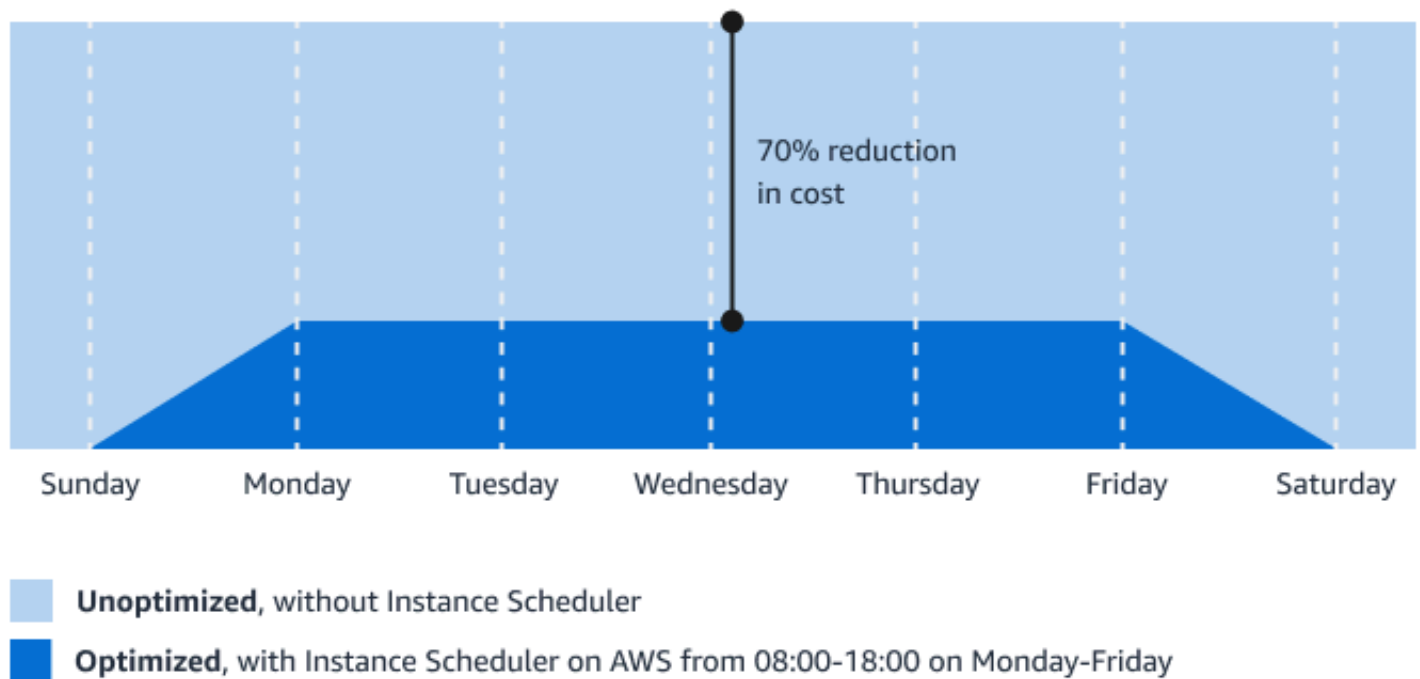 70% reduction
in cost
Sunday Monday Tuesday Wednesday Thursday Friday Saturday
Unoptimized, without Instance Scheduler
Optimized, with Instance Scheduler on AWS from 08:00-18:00 on Monday-Friday